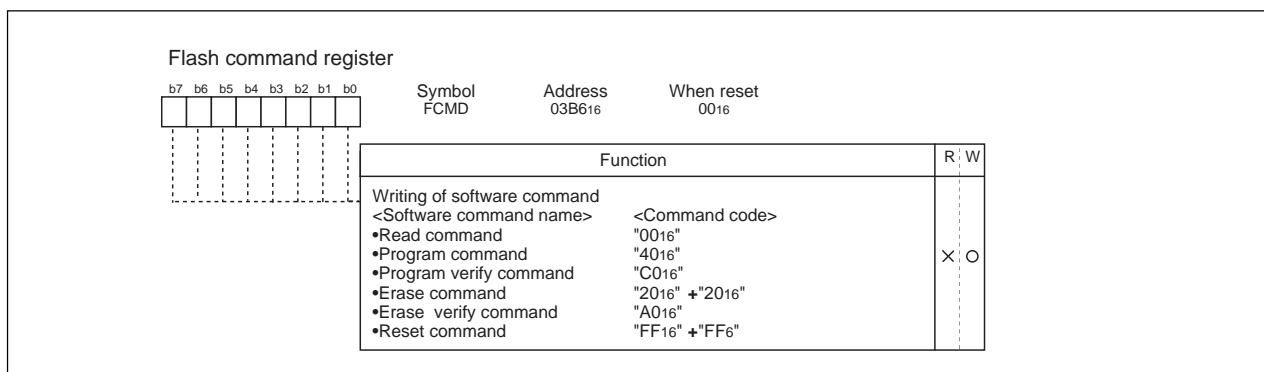 Flash command register
b7 b6 b5 b4 b3 b2 b1 b0
Symbol Address When reset
FCMD 03B616 0016
Function R W
Writing of software command
<Software command name> <Command code>
•Read command "0016"
•Program command "4016"
•Program verify command "C016"
•Erase command "2016" +"2016"
•Erase verify command "A016"
•Reset command "FF16" +"FF6"